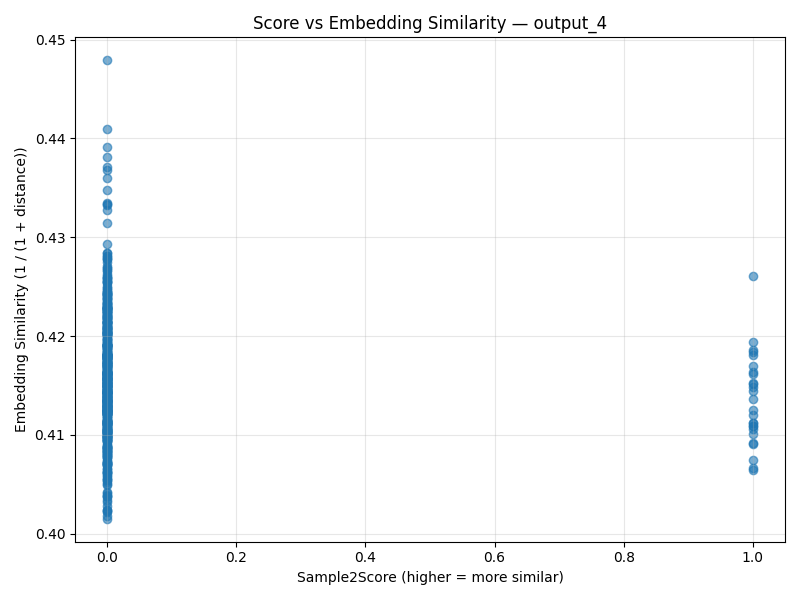 Score vs Embedding Similarity — output_4
Embedding Similarity (1 / (1 + distance))
0.45
0.44
0.43
0.42
0.41
0.40
0.0 0.2 0.4 0.6 0.8 1.0
Sample2Score (higher = more similar)